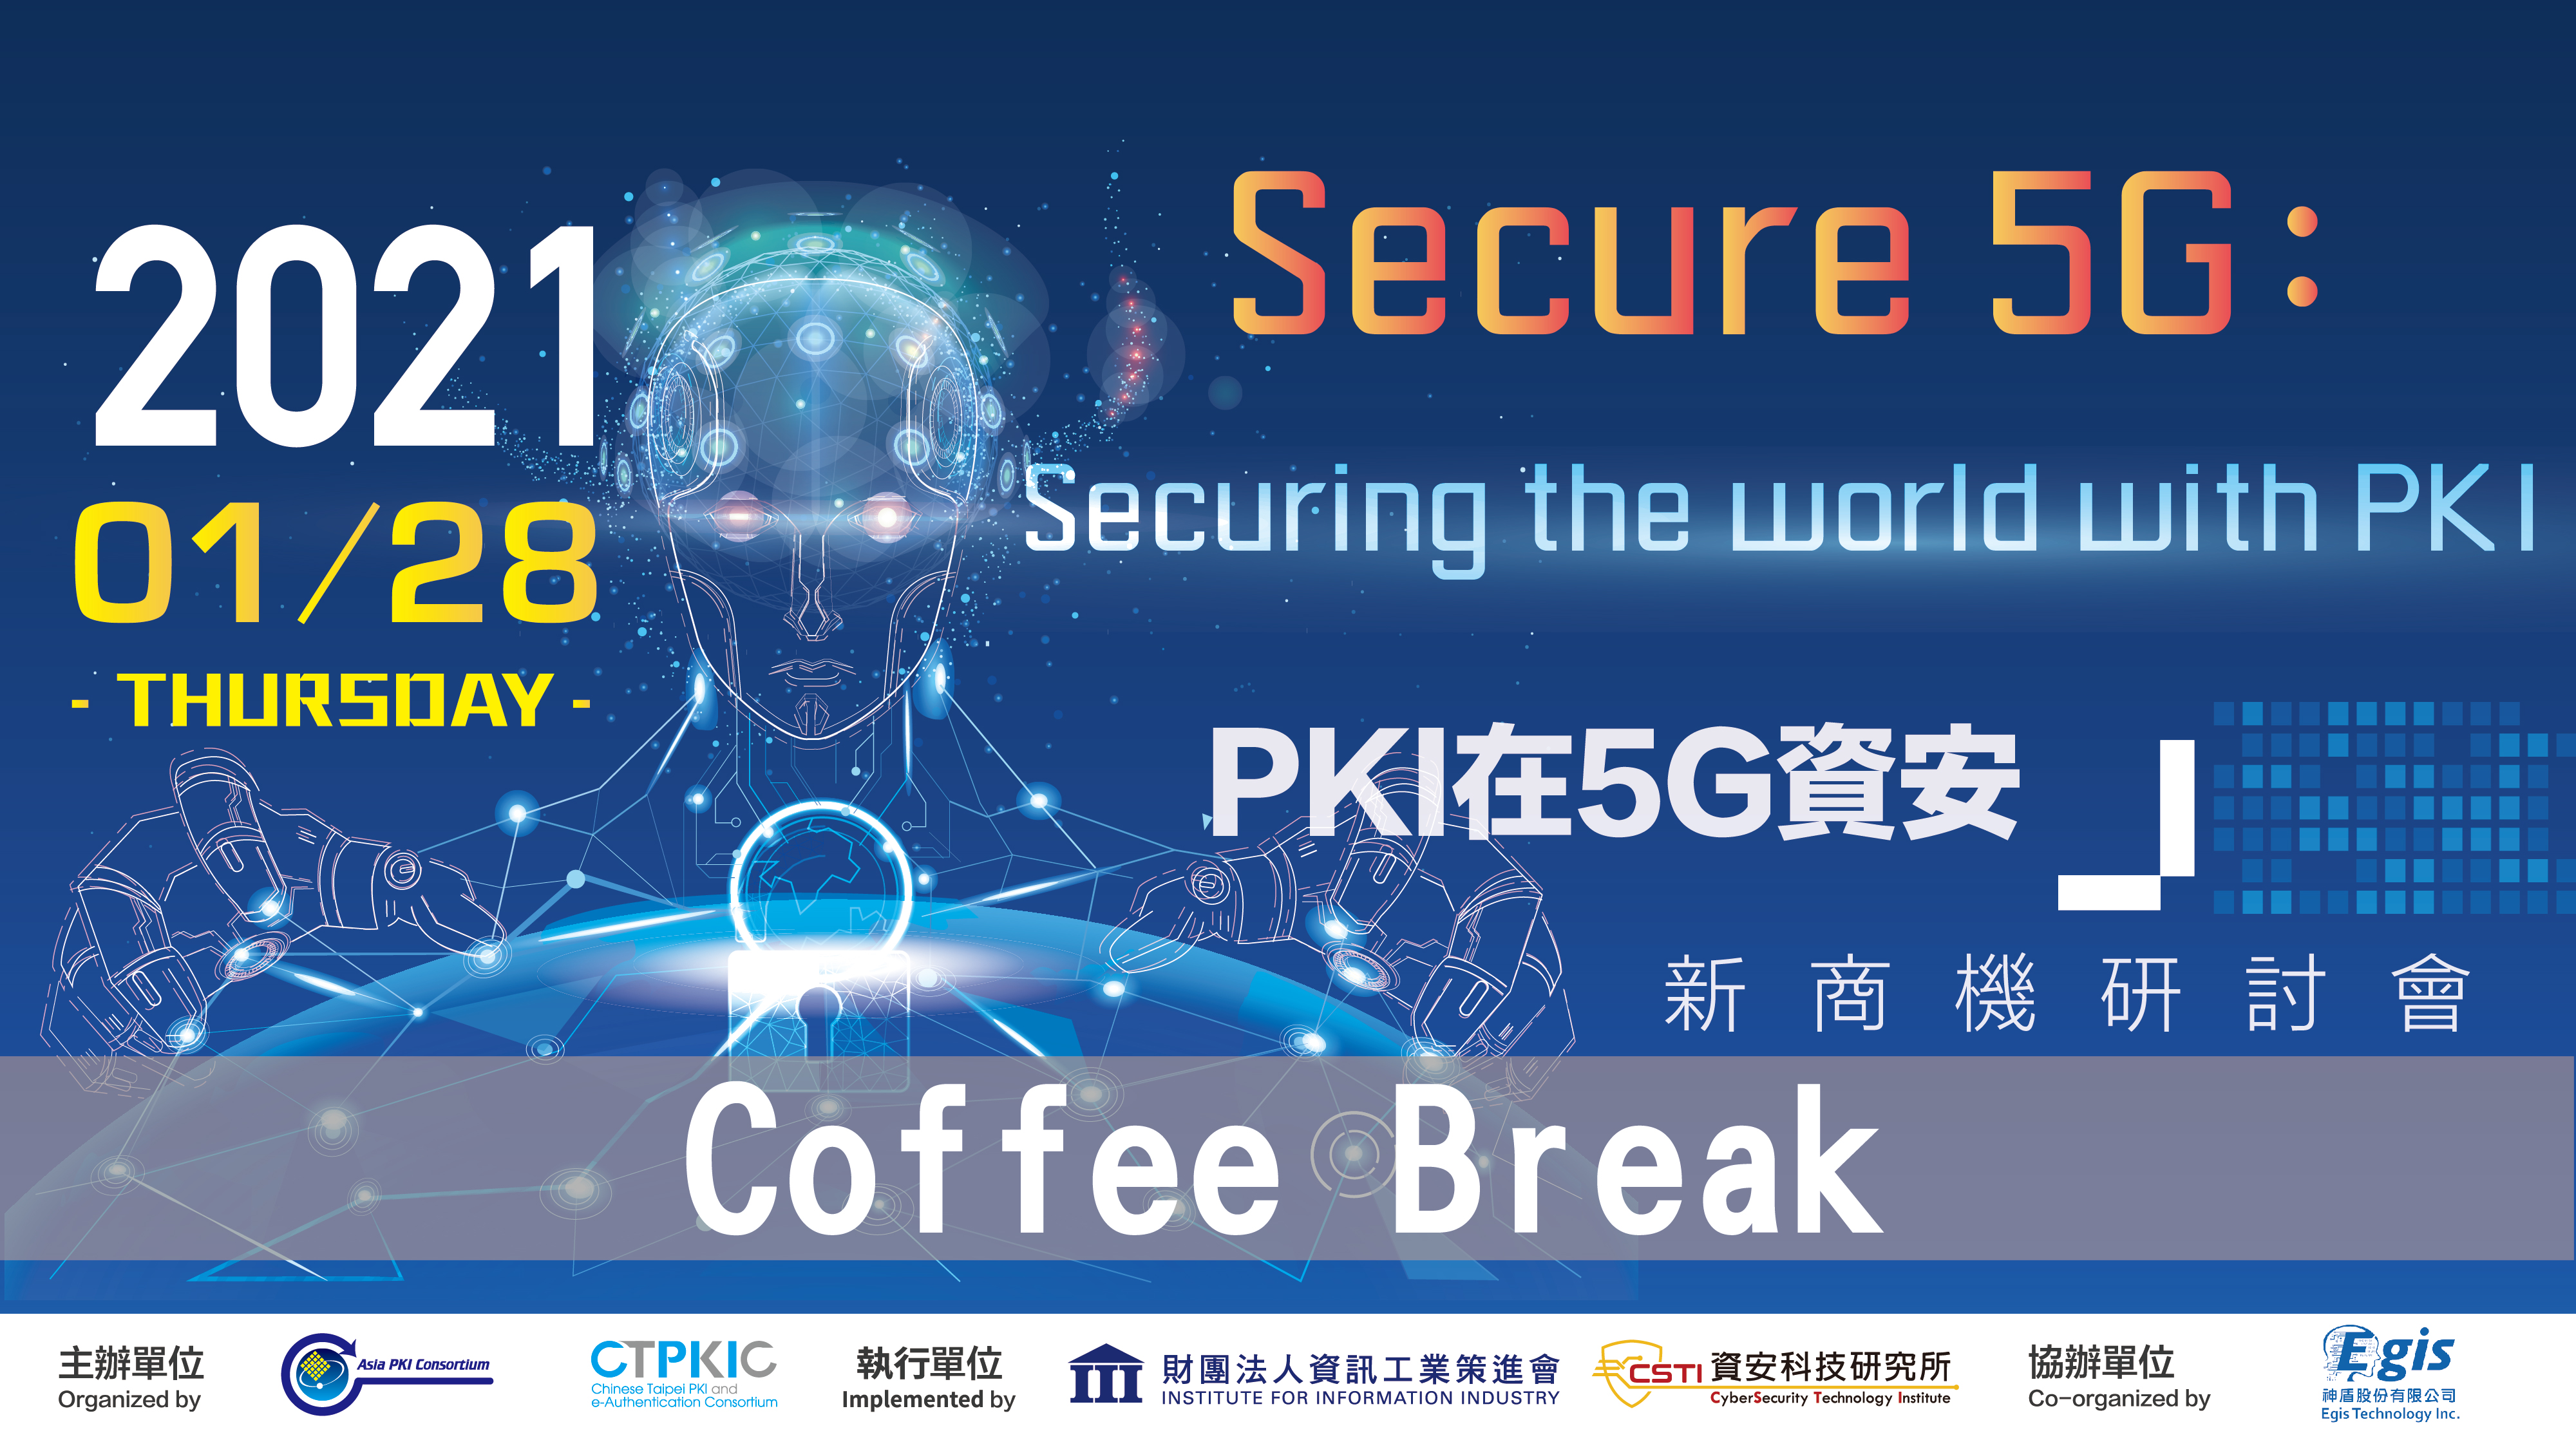 2021
01/28
- THURSDAY -
Secure 5G:
Securing the world with PKI
PKI在5G資安
新商機研討會
Coffee Break
主辦單位
Organized by
Asia PKI Consortium
CTPKIC
Chinese Taipei PKI and
e-Authentication Consortium
執行單位
Implemented by
財團法人資訊工業策進會
INSTITUTE FOR INFORMATION INDUSTRY
CSTI 資安科技研究所
CyberSecurity Technology Institute
協辦單位
Co-organized by
Egis
神盾股份有限公司
Egis Technology Inc.